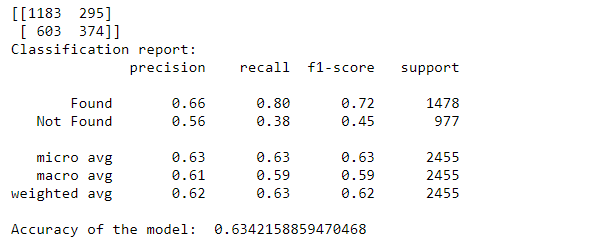 [[1183  295]
 [ 603  374]]
Classification report:
              precision    recall  f1-score   support

       Found       0.66      0.80      0.72      1478
   Not Found       0.56      0.38      0.45       977

   micro avg       0.63      0.63      0.63      2455
   macro avg       0.61      0.59      0.59      2455
weighted avg       0.62      0.63      0.62      2455

Accuracy of the model:  0.6342158859470468